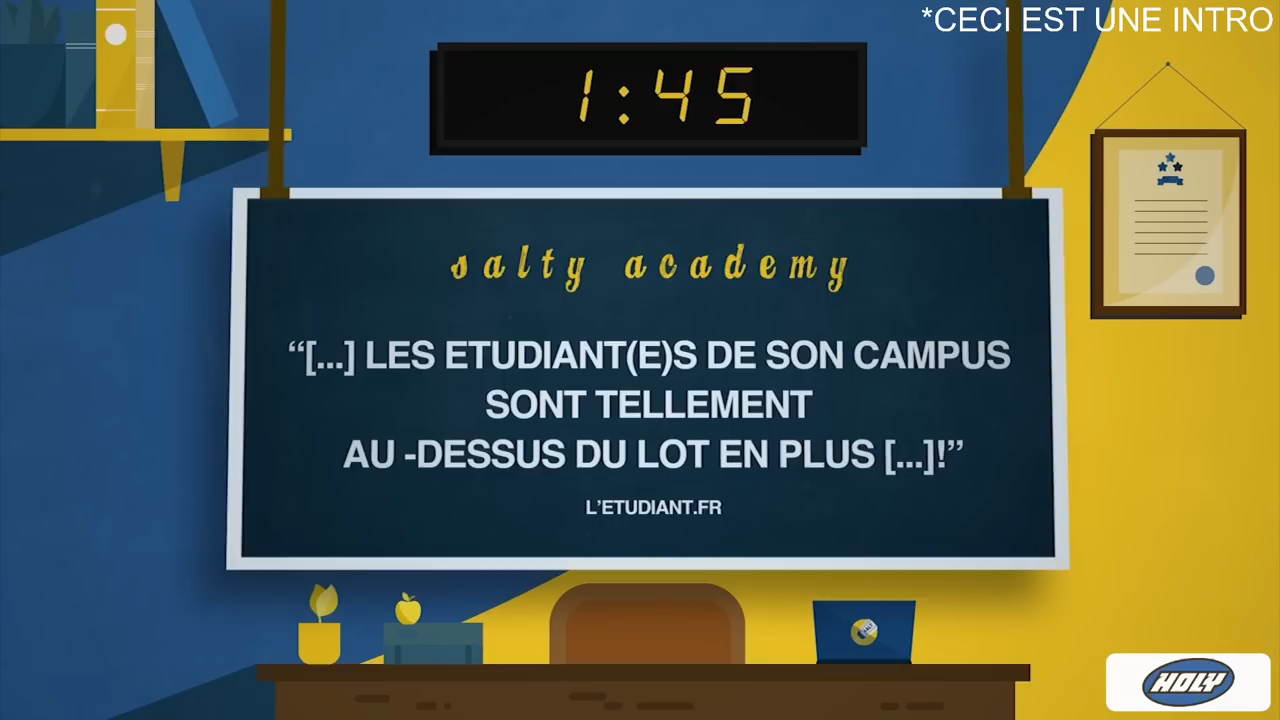 *CECI EST UNE INTRO
1:45
salty academy
“[...] LES ETUDIANT(E)S DE SON CAMPUS
SONT TELLEMENT
AU -DESSUS DU LOT EN PLUS [...]!”
L'ETUDIANT.FR
HOLY